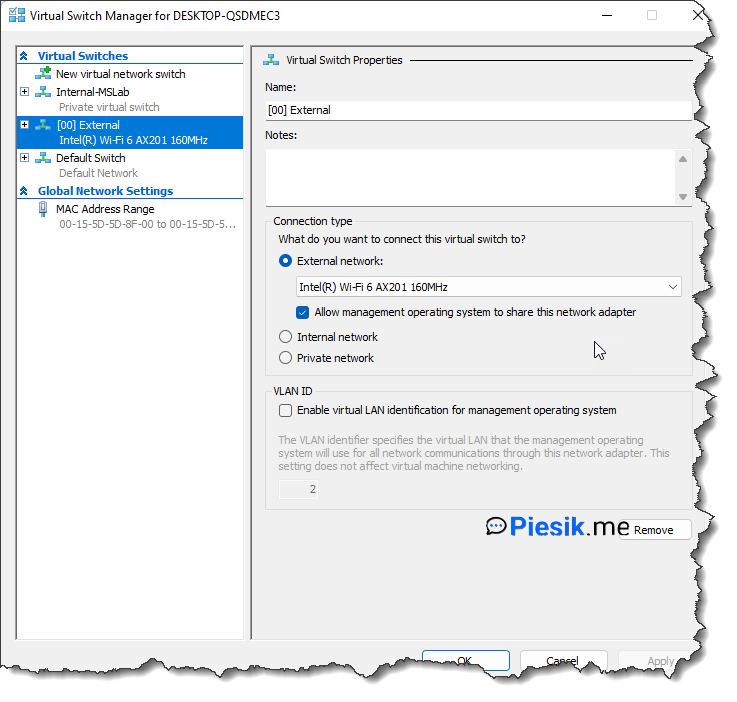 Virtual Switch Manager for DESKTOP-QSDMEC3
Virtual Switches
New virtual network switch
Internal-MSLab
Private virtual switch
[00] External
Intel(R) Wi-Fi 6 AX201 160MHz
Default Switch
Default Network
Global Network Settings
MAC Address Range
00-15-5D-5D-8F-00 to 00-15-5D-5...
Virtual Switch Properties
Name:
[00] External
Notes:
Connection type
What do you want to connect this virtual switch to?
External network:
Intel(R) Wi-Fi 6 AX201 160MHz
Allow management operating system to share this network adapter
Internal network
Private network
VLAN ID
Enable virtual LAN identification for management operating system
The VLAN identifier specifies the virtual LAN that the management operating
system will use for all network communications through this network adapter. This
setting does not affect virtual machine networking.
2
Piesik.me
Remove
OK
Cancel
Apply